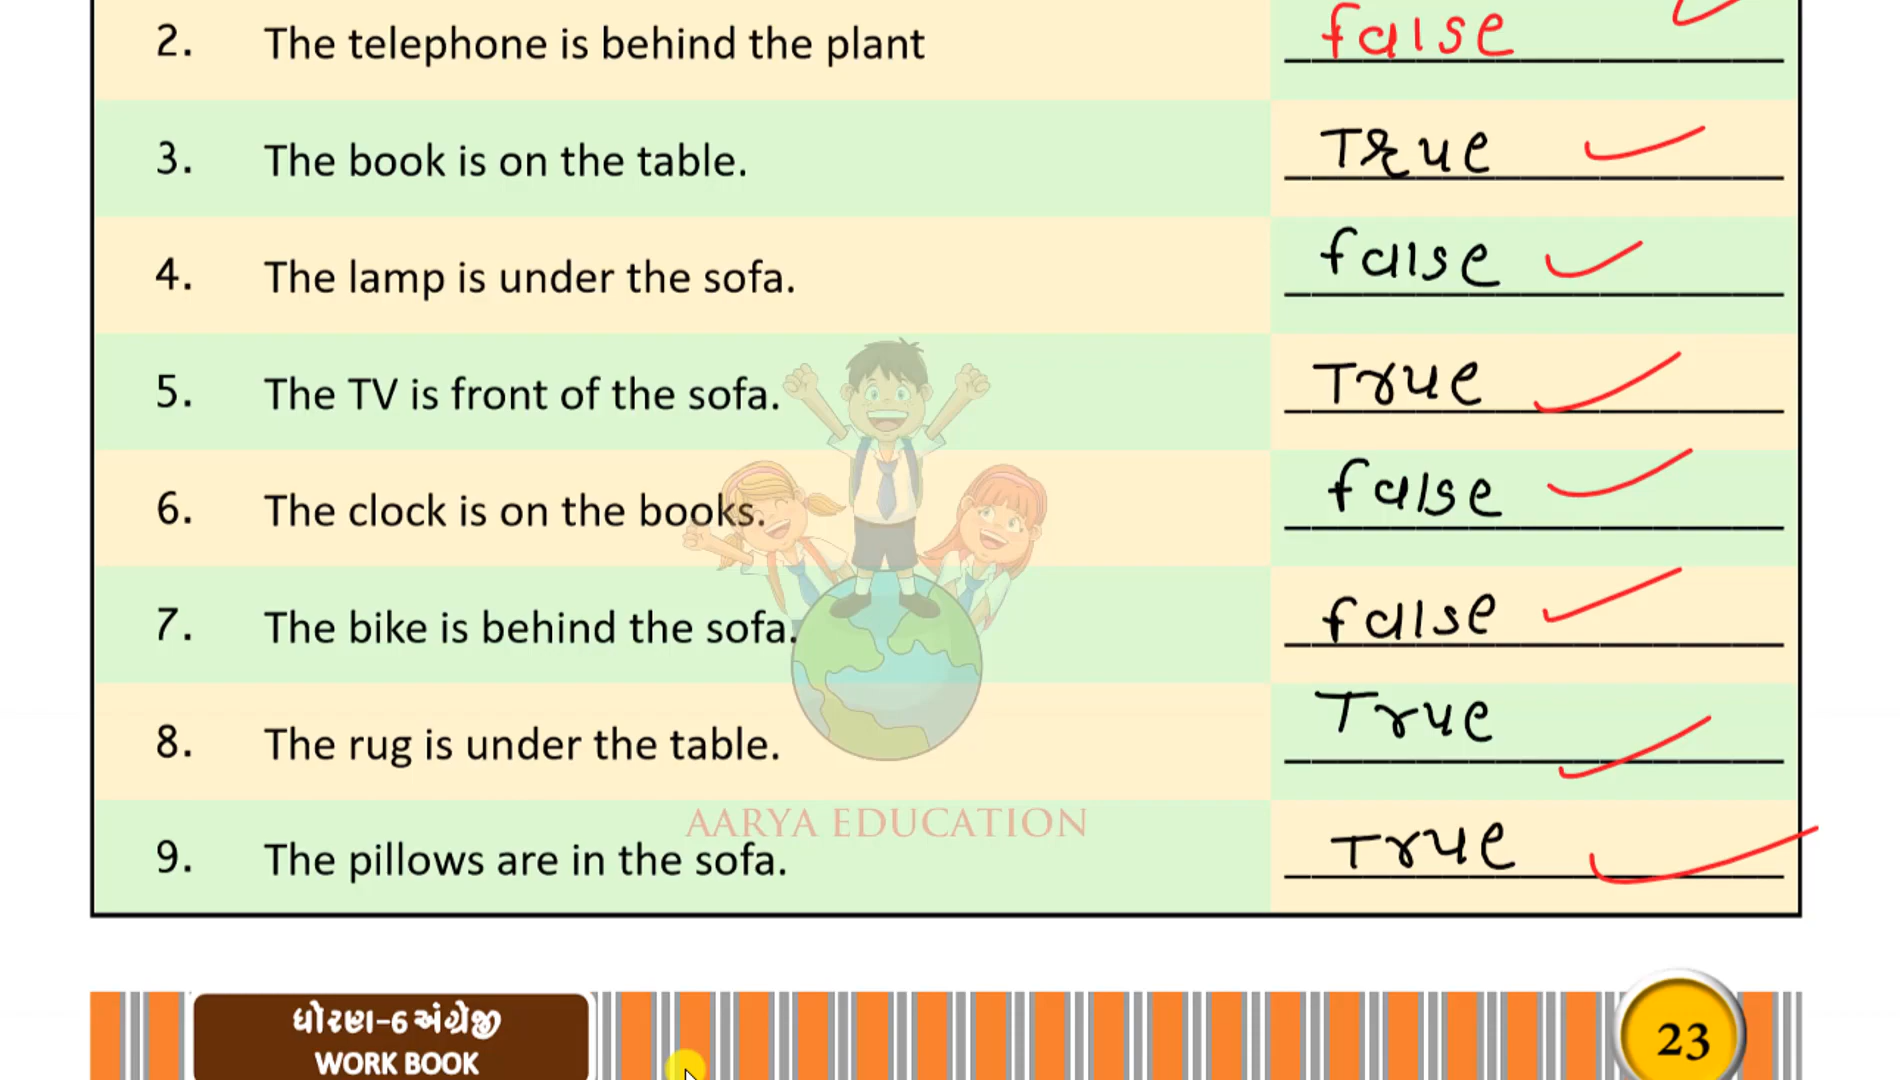 2. The telephone is behind the plant false
3. The book is on the table. True
4. The lamp is under the sofa. false
5. The TV is front of the sofa. True
6. The clock is on the books. false
7. The bike is behind the sofa. false
8. The rug is under the table. True
AARYA EDUCATION
9. The pillows are in the sofa. True
ધોરણ-6 અંગ્રેજી
WORK BOOK
23